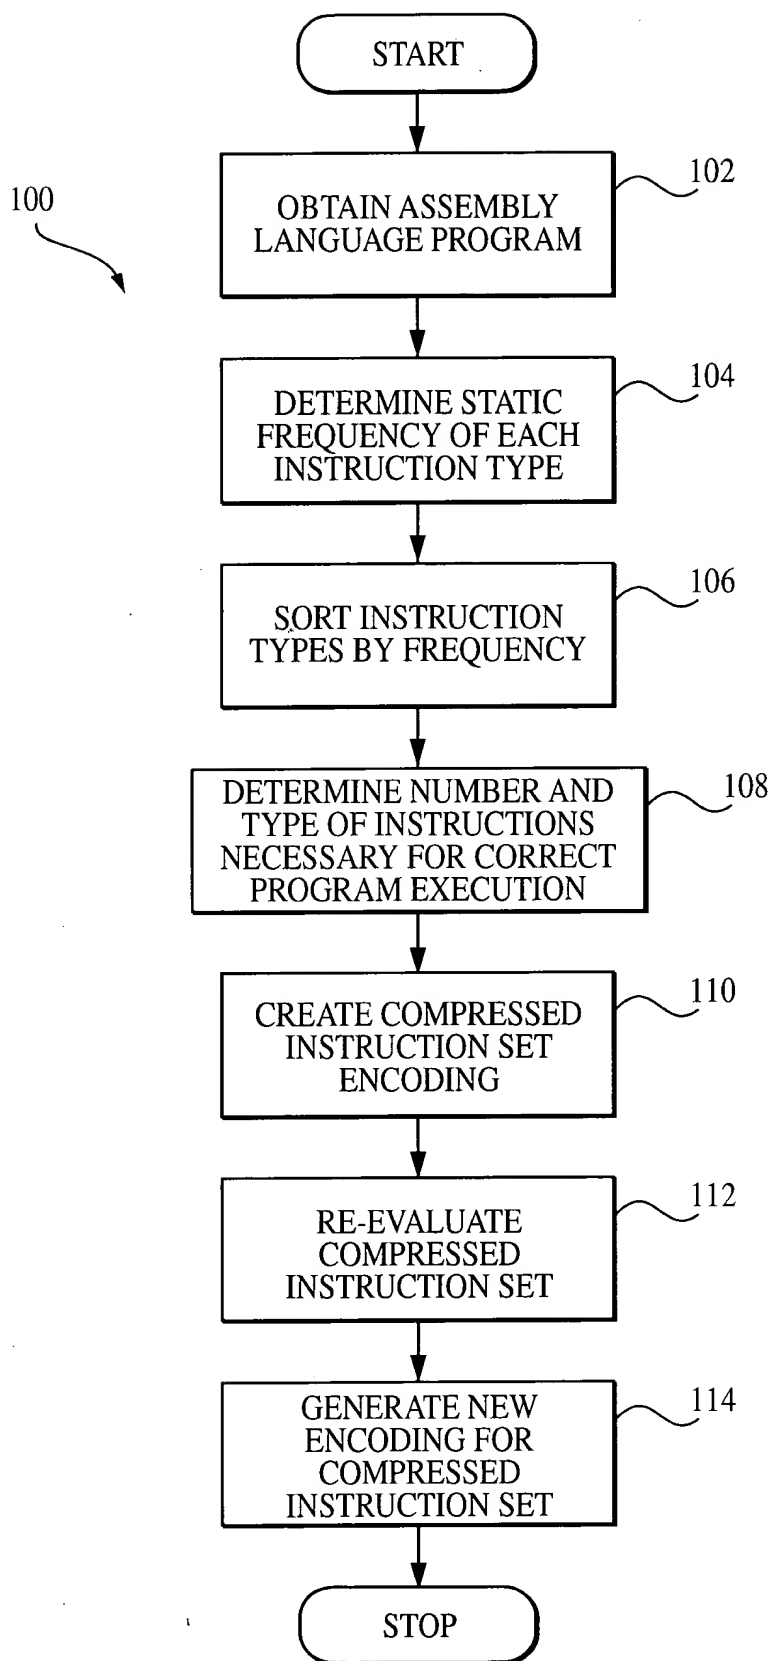 START
100
102
OBTAIN ASSEMBLY
LANGUAGE PROGRAM
104
DETERMINE STATIC
FREQUENCY OF EACH
INSTRUCTION TYPE
106
SORT INSTRUCTION
TYPES BY FREQUENCY
108
DETERMINE NUMBER AND
TYPE OF INSTRUCTIONS
NECESSARY FOR CORRECT
PROGRAM EXECUTION
110
CREATE COMPRESSED
INSTRUCTION SET
ENCODING
112
RE-EVALUATE
COMPRESSED
INSTRUCTION SET
114
GENERATE NEW
ENCODING FOR
COMPRESSED
INSTRUCTION SET
STOP